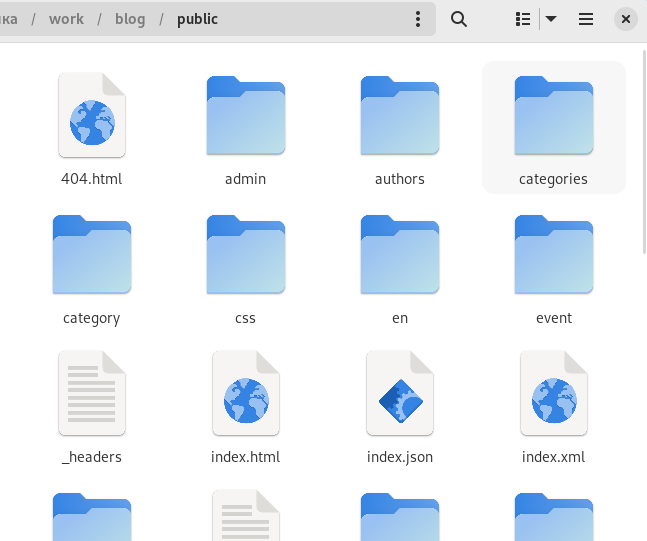 ика / work / blog / public
404.html
admin
authors
categories
category
css
en
event
_headers
index.html
index.json
index.xml